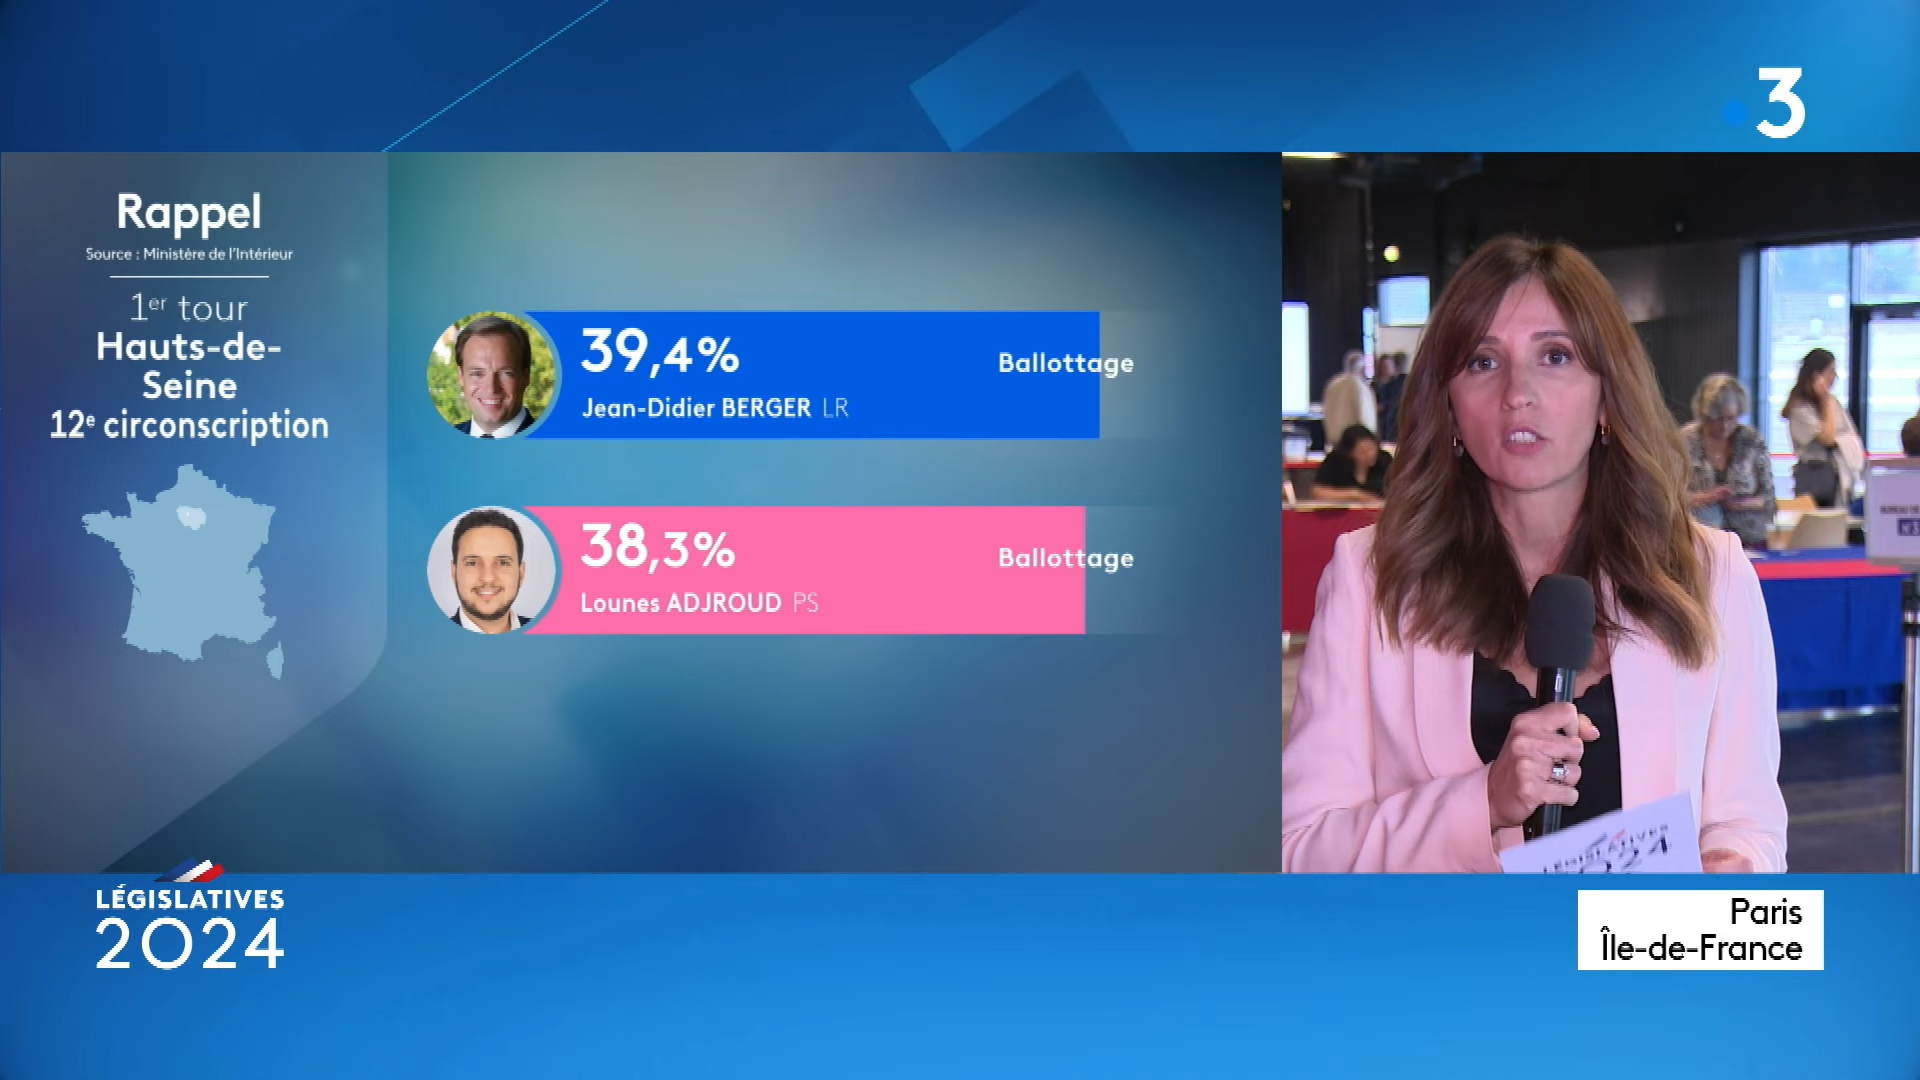 3
Rappel
Source : Ministère de l'Intérieur
1er tour
Hauts-de-
Seine
12e circonscription
39,4%
Ballottage
Jean-Didier BERGER LR
38,3%
Ballottage
Lounes ADJROUD PS
LÉGISLATIVES
2024
Paris
Île-de-France